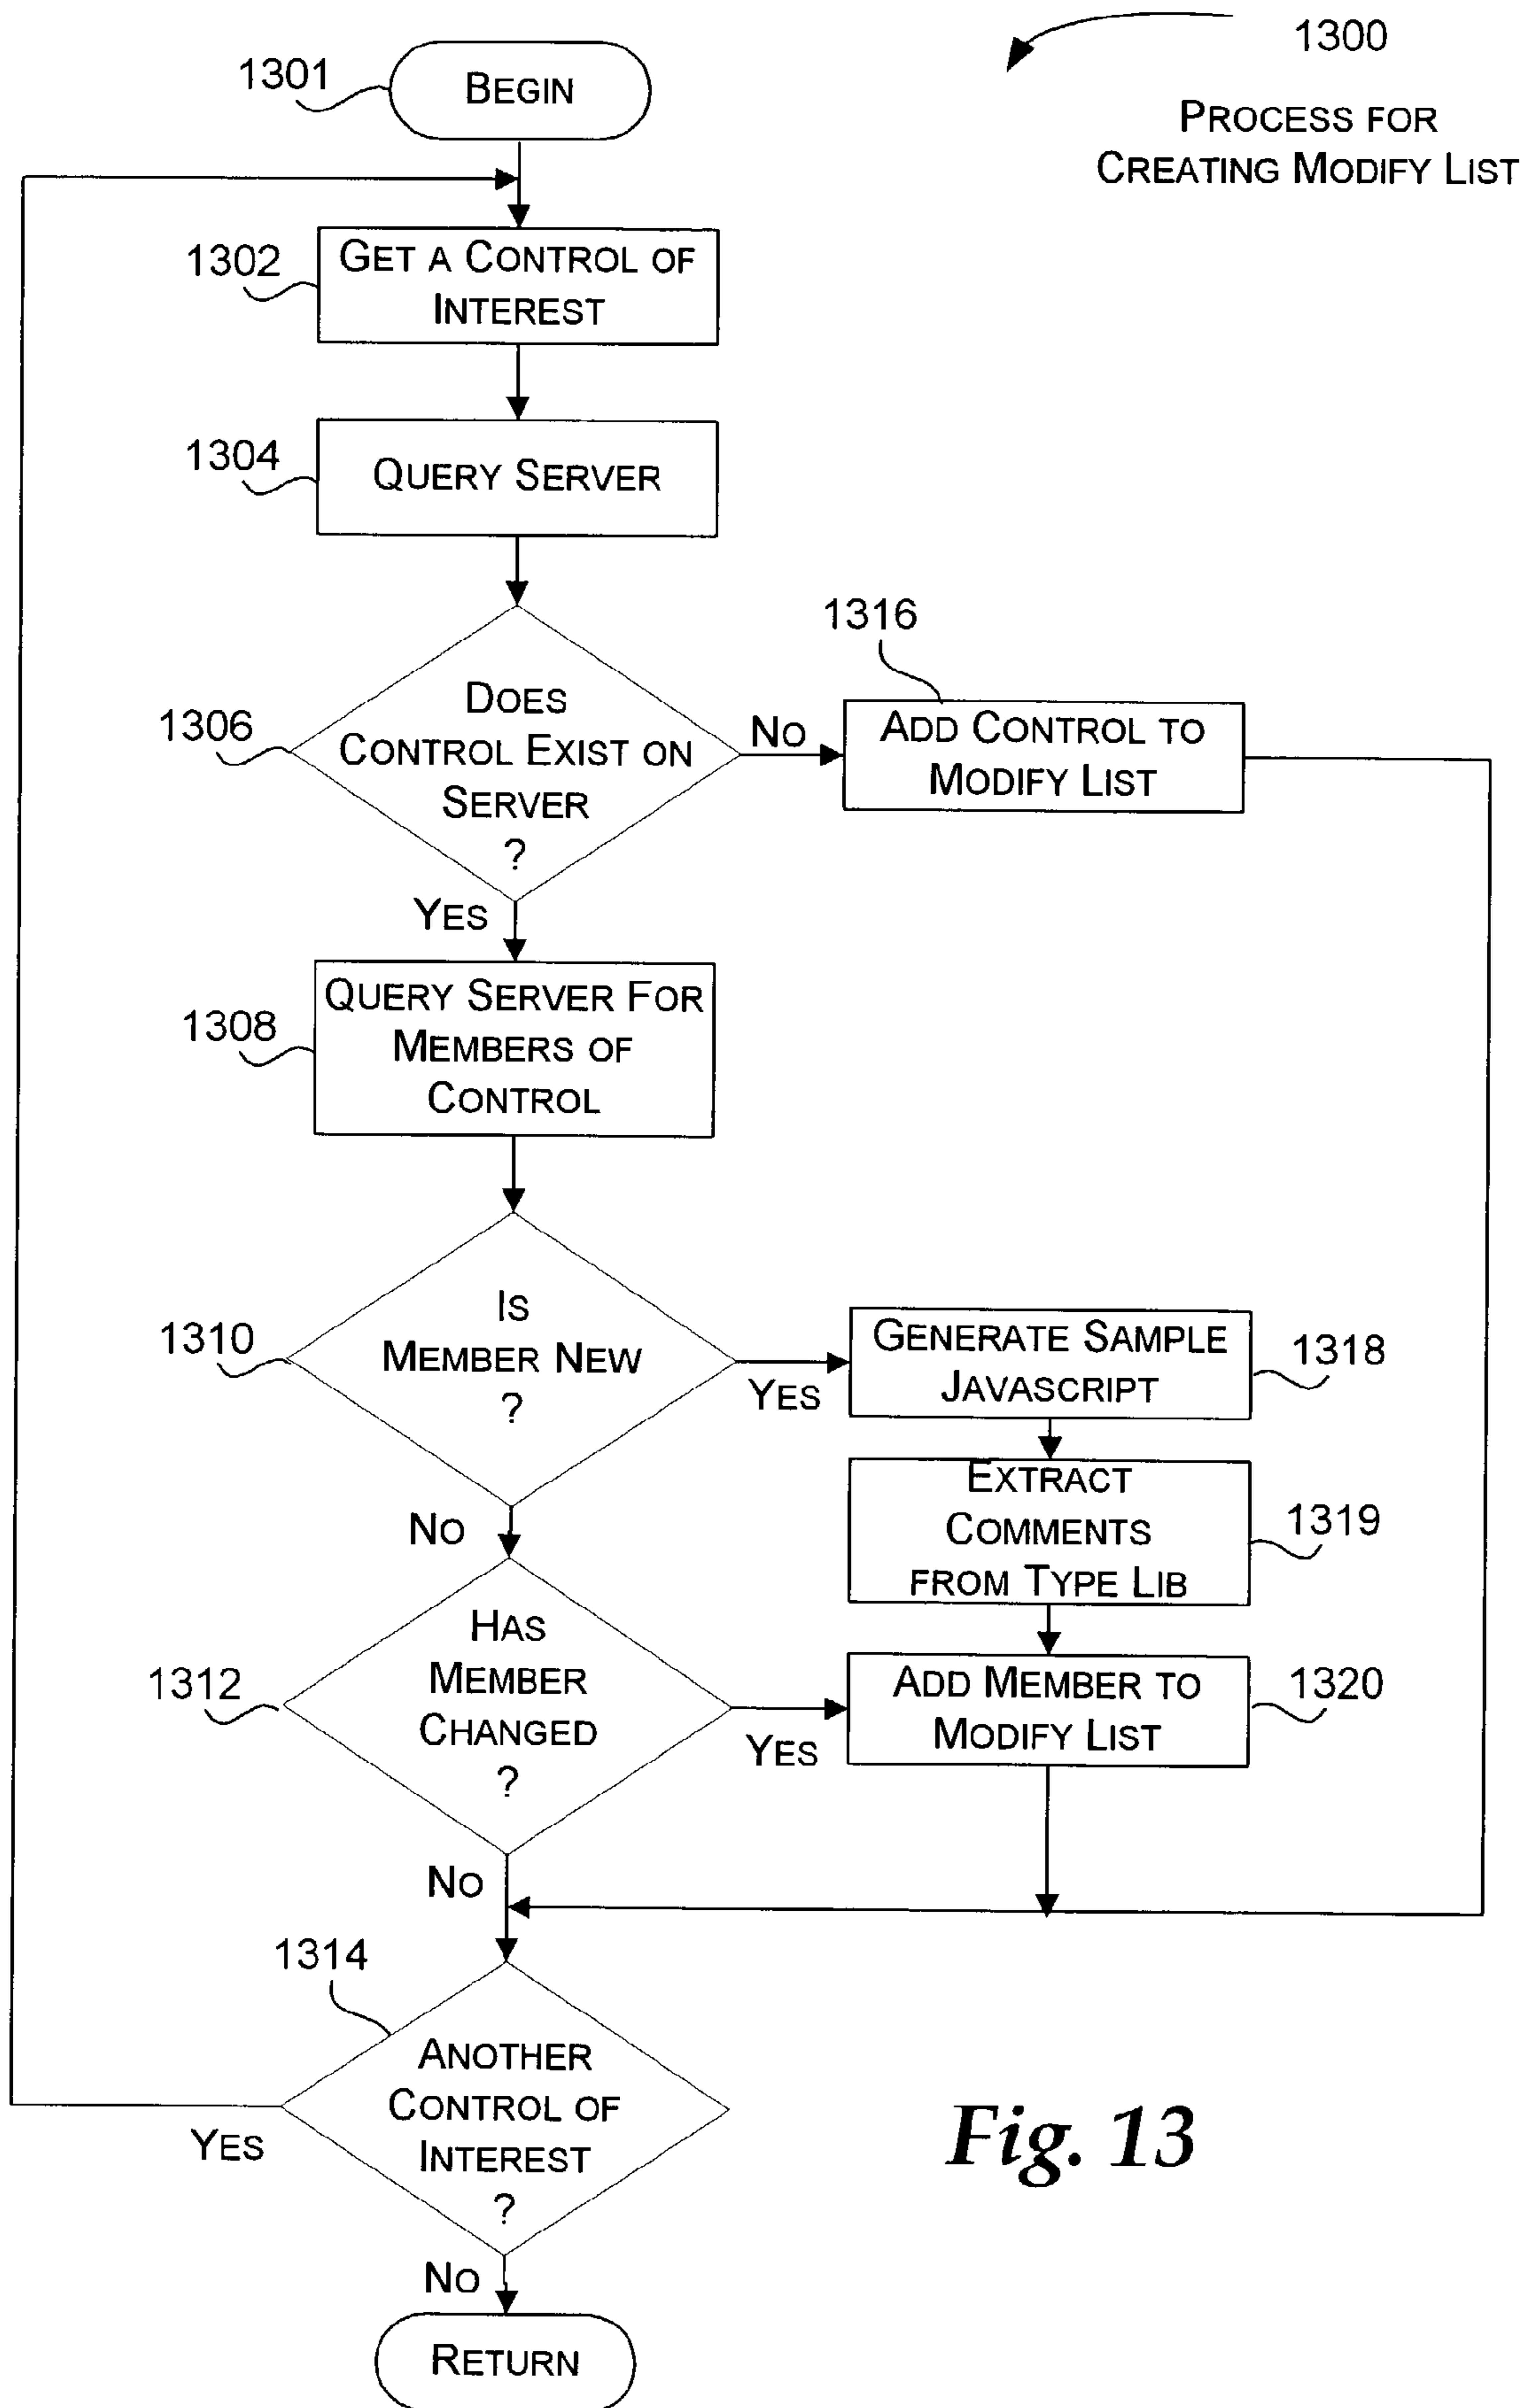 1300
PROCESS FOR
CREATING MODIFY LIST
1301
BEGIN
1302
GET A CONTROL OF
INTEREST
1304
QUERY SERVER
1306
DOES
CONTROL EXIST ON
SERVER
?
NO
1316
ADD CONTROL TO
MODIFY LIST
YES
1308
QUERY SERVER FOR
MEMBERS OF
CONTROL
1310
IS
MEMBER NEW
?
YES
GENERATE SAMPLE
JAVASCRIPT
1318
EXTRACT
COMMENTS
FROM TYPE LIB
1319
NO
1312
HAS
MEMBER
CHANGED
?
YES
ADD MEMBER TO
MODIFY LIST
1320
NO
1314
ANOTHER
CONTROL OF
INTEREST
?
YES
NO
RETURN
Fig. 13